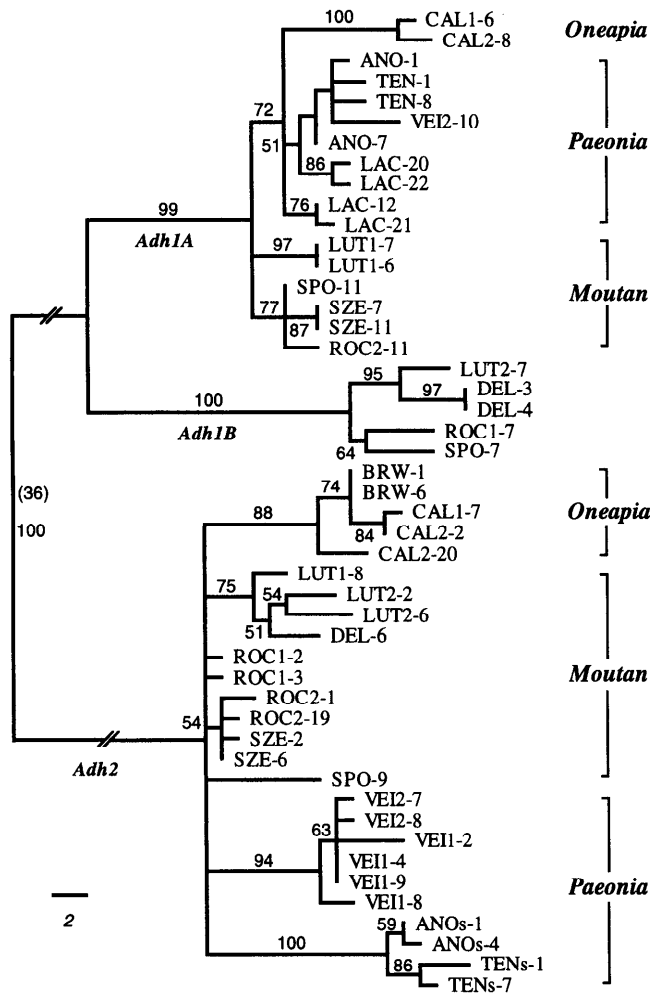 100
CAL1-6
CAL2-8
Oneapia
ANO-1
TEN-1
TEN-8
72
VEI2-10
51
ANO-7
Paeonia
86
LAC-20
LAC-22
76
LAC-12
LAC-21
99
Adh1A
97
LUT1-7
LUT1-6
SPO-11
Moutan
77
SZE-7
87
SZE-11
ROC2-11
LUT2-7
95
97
DEL-3
DEL-4
100
Adh1B
ROC1-7
64
SPO-7
BRW-1
74
BRW-6
(36)
100
88
CAL1-7
Oneapia
84
CAL2-2
CAL2-20
75
LUT1-8
54
LUT2-2
LUT2-6
51
DEL-6
ROC1-2
ROC1-3
Moutan
ROC2-1
54
ROC2-19
SZE-2
SZE-6
Adh2
SPO-9
VEI2-7
VEI2-8
63
VEI1-2
94
VEI1-4
VEI1-9
Paeonia
VEI1-8
2
59
ANOs-1
100
ANOs-4
86
TENs-1
TENs-7